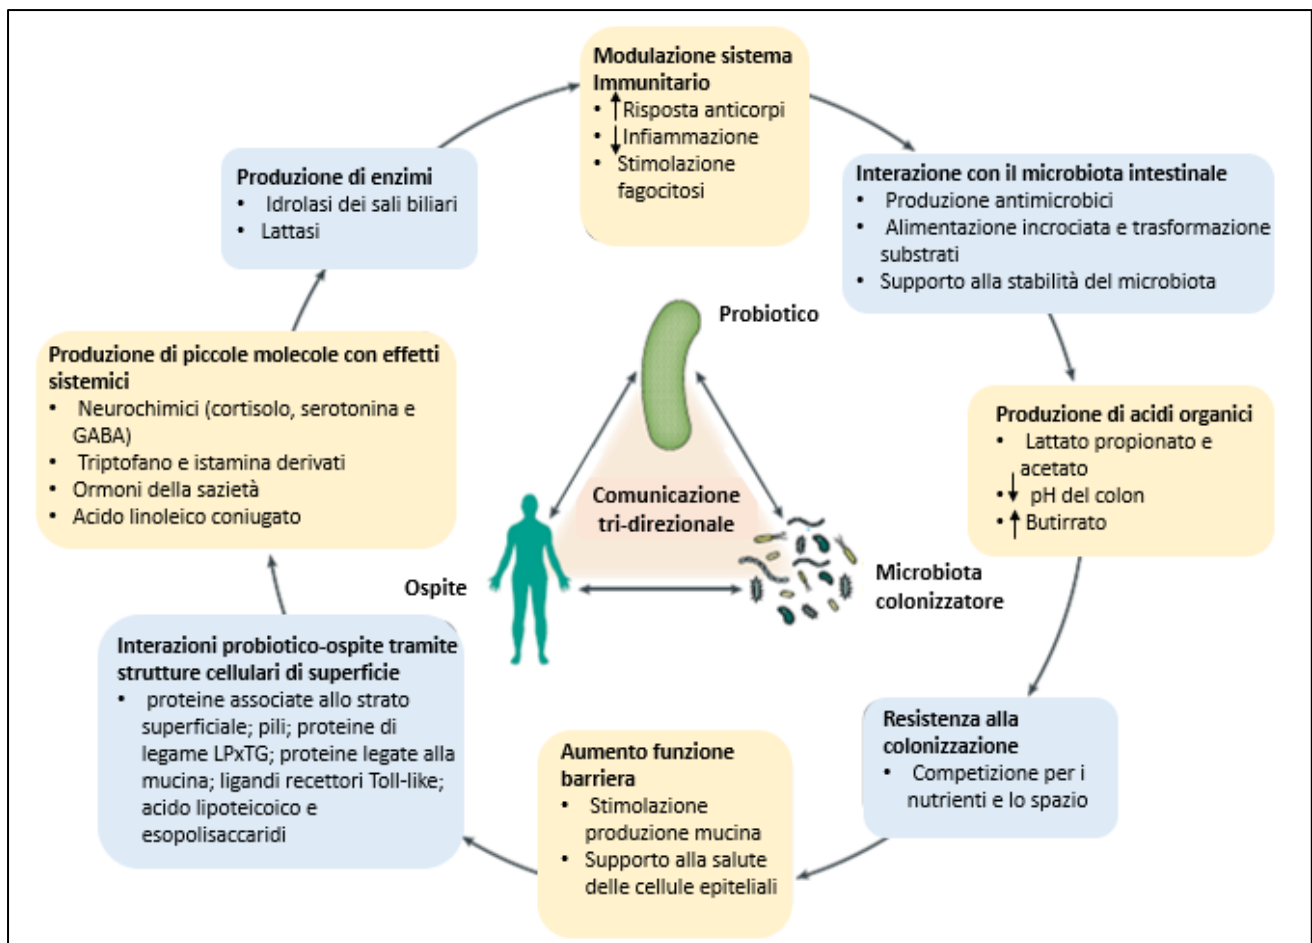 Modulazione sistema
Immunitario
• ↑Risposta anticorpi
• ↓Infiammazione
• Stimolazione
fagocitosi
Interazione con il microbiota intestinale
• Produzione antimicrobici
• Alimentazione incrociata e trasformazione
substrati
• Supporto alla stabilità del microbiota
Produzione di acidi organici
• Lattato propionato e
acetato
• ↓ pH del colon
• ↑ Butirrato
Resistenza alla
colonizzazione
• Competizione per i
nutrienti e lo spazio
Aumento funzione
barriera
• Stimolazione
produzione mucina
• Supporto alla salute
delle cellule epiteliali
Interazioni probiotico-ospite tramite
strutture cellulari di superficie
• proteine associate allo strato
superficiale; pili; proteine di
legame LPxTG; proteine legate alla
mucina; ligandi recettori Toll-like;
acido lipoteicoico e
esopolisaccaridi
Produzione di piccole molecole con effetti
sistemici
• Neurochimici (cortisolo, serotonina e
GABA)
• Triptofano e istamina derivati
• Ormoni della sazietà
• Acido linoleico coniugato
Produzione di enzimi
• Idrolasi dei sali biliari
• Lattasi
Probiotico
Comunicazione
tri-direzionale
Ospite
Microbiota
colonizzatore